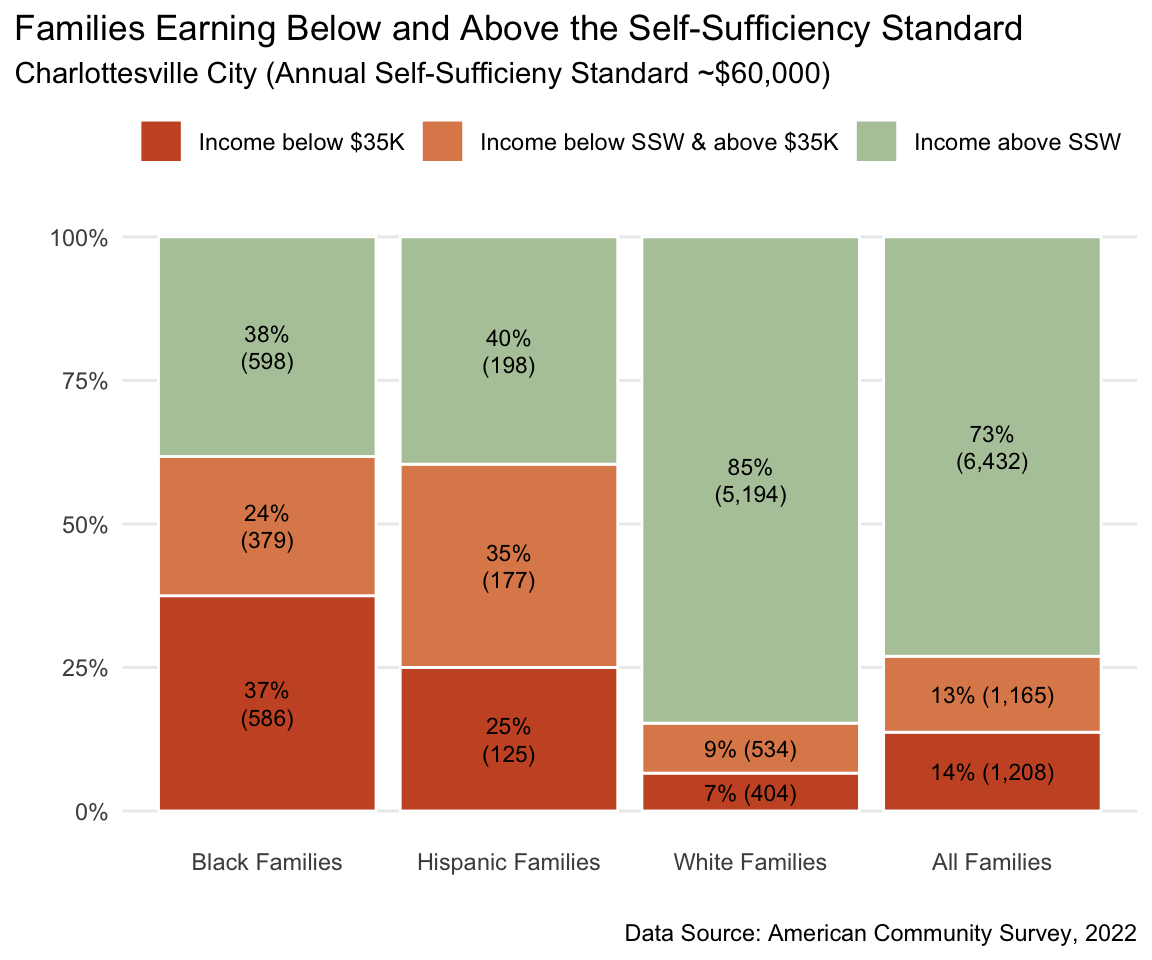 Families Earning Below and Above the Self-Sufficiency Standard
Charlottesville City (Annual Self-Sufficieny Standard ~$60,000)
Income below $35K
Income below SSW & above $35K
Income above SSW
100%
75%
50%
25%
0%
38%
(598)
24%
(379)
37%
(586)
40%
(198)
35%
(177)
25%
(125)
85%
(5,194)
9% (534)
7% (404)
73%
(6,432)
13% (1,165)
14% (1,208)
Black Families
Hispanic Families
White Families
All Families
Data Source: American Community Survey, 2022